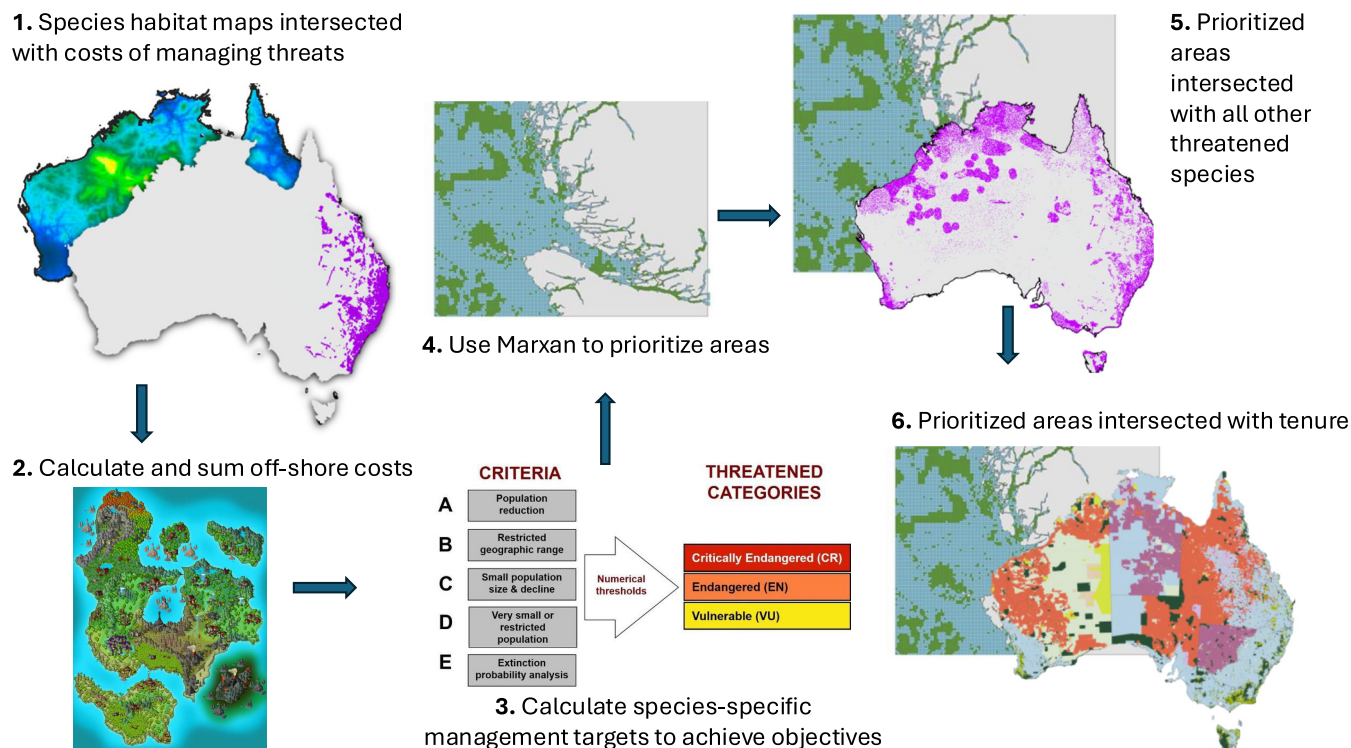 1. Species habitat maps intersected
with costs of managing threats
2. Calculate and sum off-shore costs
CRITERIA
A
Population
reduction
B
Restricted
geographic range
C
Small population
size & decline
D
Very small or
restricted
population
E
Extinction
probability analysis
Numerical
thresholds
THREATENED
CATEGORIES
Critically Endangered (CR)
Endangered (EN)
Vulnerable (VU)
3. Calculate species-specific
management targets to achieve objectives
4. Use Marxan to prioritize areas
5. Prioritized
areas
intersected
with all other
threatened
species
6. Prioritized areas intersected with tenure